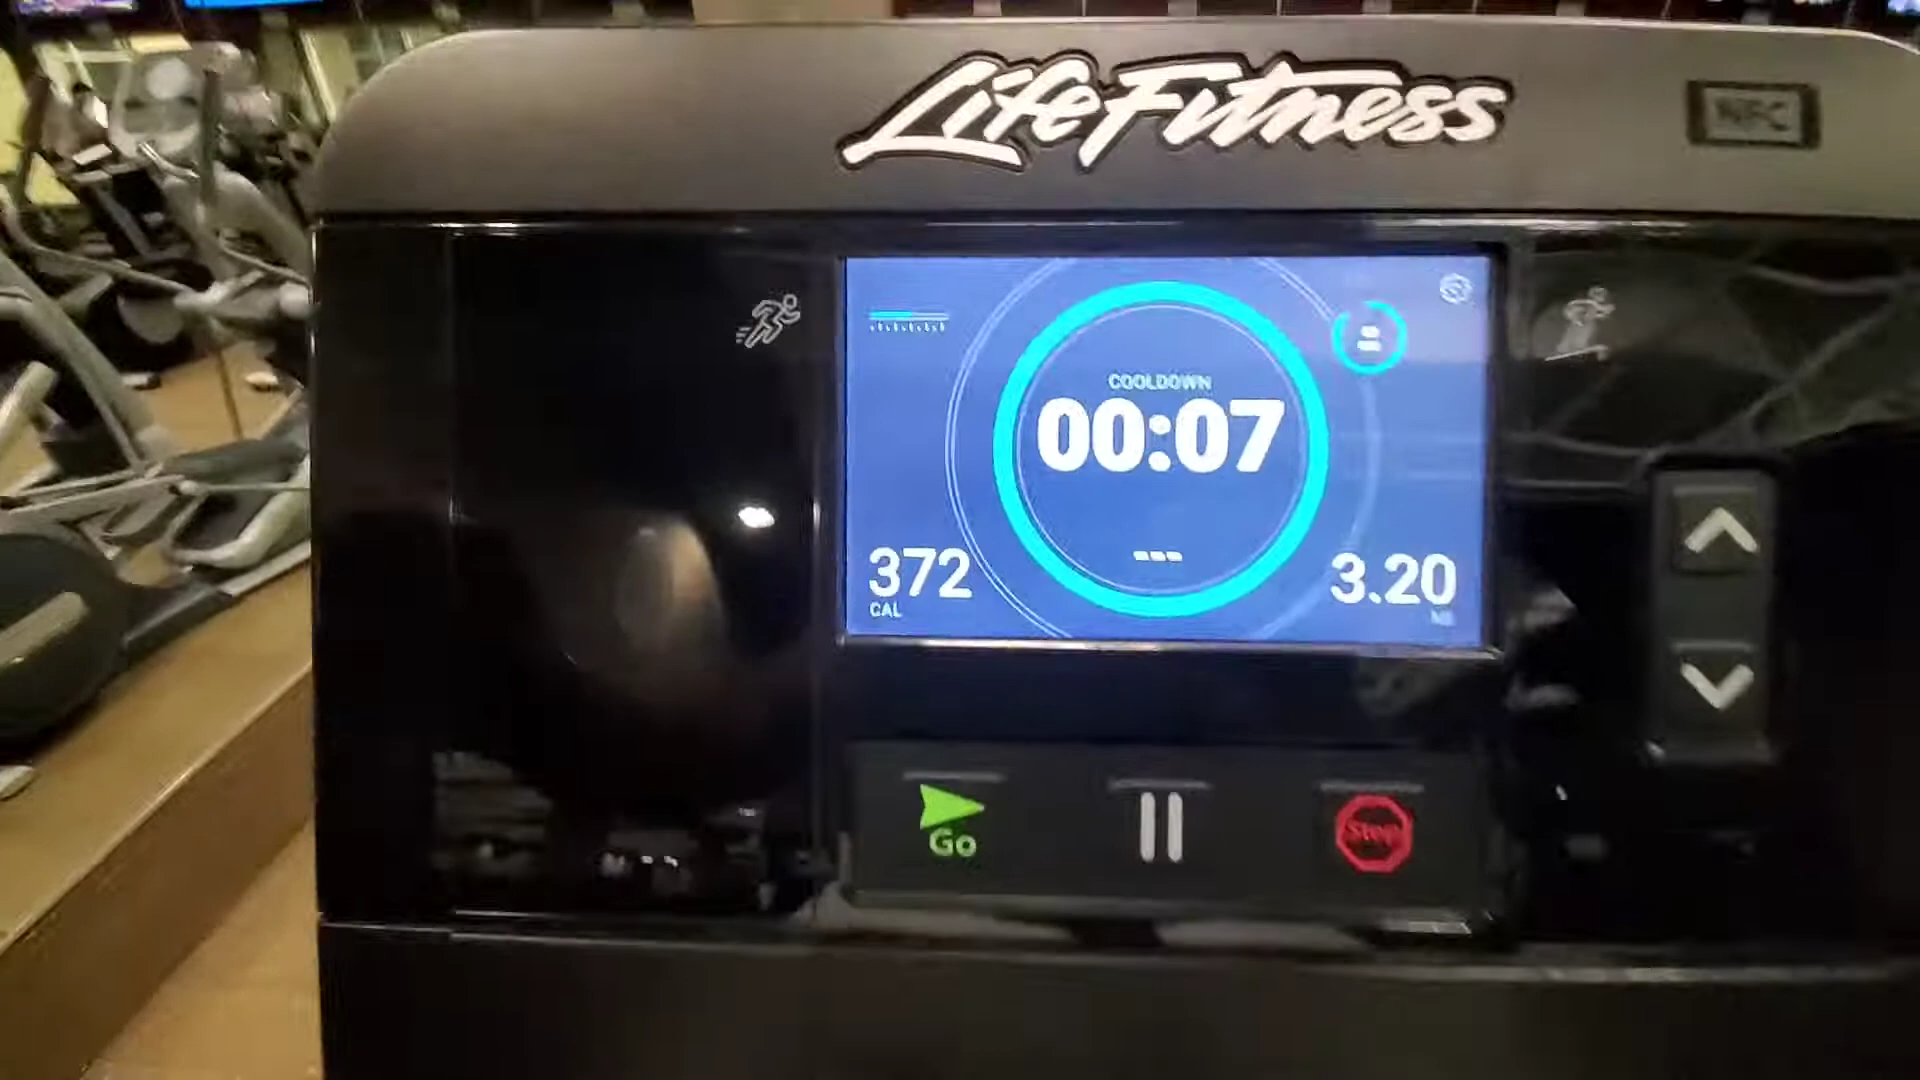 LifeFitness
NFC
COOLDOWN
00:07
---
372
CAL
3.20
MI
Go
Stop